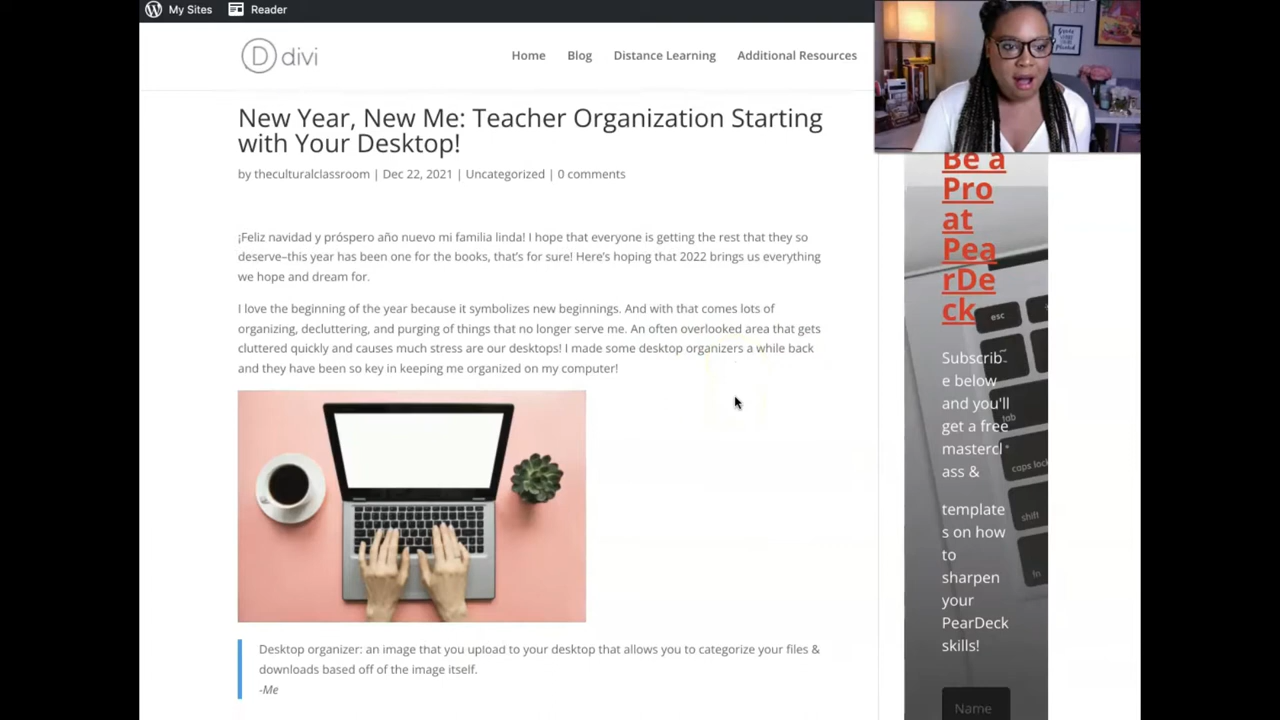 My Sites
Reader
divi
Home
Blog
Distance Learning
Additional Resources
New Year, New Me: Teacher Organization Starting
with Your Desktop!
by theculturalclassroom | Dec 22, 2021 | Uncategorized | 0 comments
¡Feliz navidad y próspero año nuevo mi familia linda! I hope that everyone is getting the rest that they so
deserve–this year has been one for the books, that's for sure! Here's hoping that 2022 brings us everything
we hope and dream for.
I love the beginning of the year because it symbolizes new beginnings. And with that comes lots of
organizing, decluttering, and purging of things that no longer serve me. An often overlooked area that gets
cluttered quickly and causes much stress are our desktops! I made some desktop organizers a while back
and they have been so key in keeping me organized on my computer!
Desktop organizer: an image that you upload to your desktop that allows you to categorize your files &
downloads based off of the image itself.
-Me
Be a
Pro
at
Pea
rDe
ck
Subscrib
e below
and you'll
get a free
mastercl
ass &
template
s on how
to
sharpen
your
PearDeck
skills!
Name
esc
tab
caps lock
shift
fn